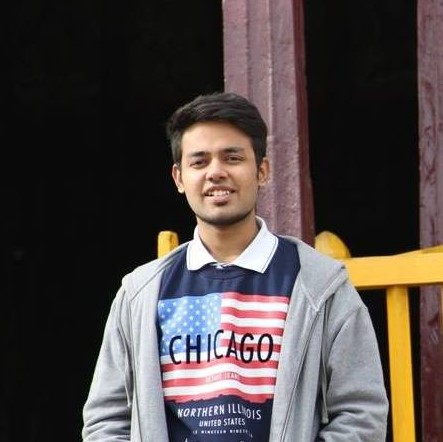 CHICAGO
NORTHERN ILLINOIS
UNITED STATES